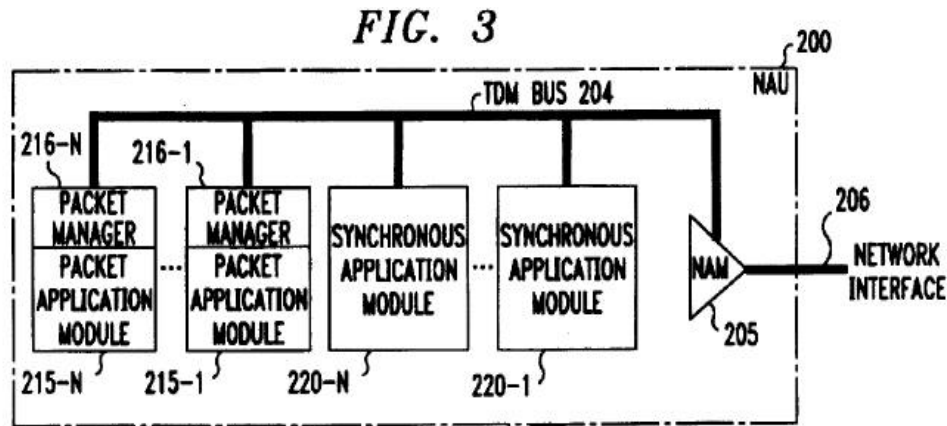 FIG. 3
200
NAU
TDM BUS 204
216-N
216-1
PACKET
MANAGER
PACKET
APPLICATION
MODULE
...
PACKET
MANAGER
PACKET
APPLICATION
MODULE
SYNCHRONOUS
APPLICATION
MODULE
...
SYNCHRONOUS
APPLICATION
MODULE
NAM
206
NETWORK
INTERFACE
205
215-N
215-1
220-N
220-1